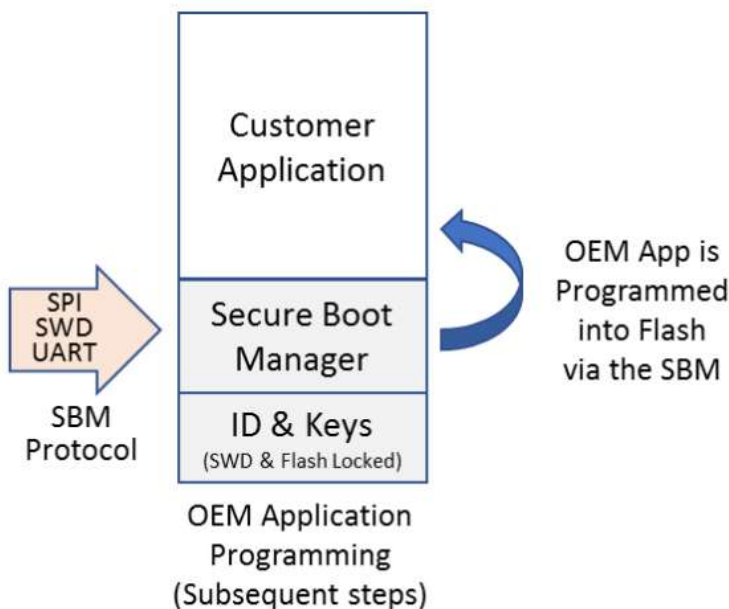 Customer
Application
SPI
SWD
UART
SBM
Protocol
Secure Boot
Manager
OEM App is
Programmed
into Flash
via the SBM
ID & Keys
(SWD & Flash Locked)
OEM Application
Programming
(Subsequent steps)